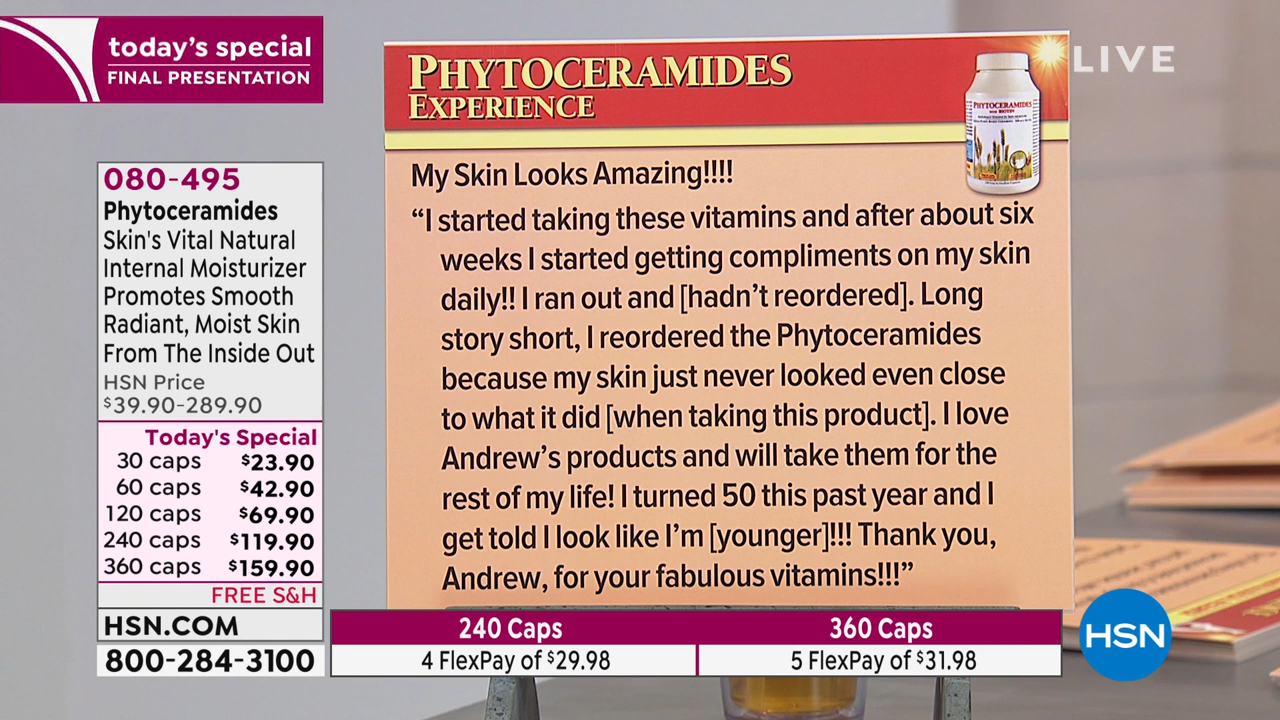 today's special
FINAL PRESENTATION
LIVE
080-495
Phytoceramides
Skin's Vital Natural
Internal Moisturizer
Promotes Smooth
Radiant, Moist Skin
From The Inside Out
HSN Price
$39.90-289.90
Today's Special
30 caps $23.90
60 caps $42.90
120 caps $69.90
240 caps $119.90
360 caps $159.90
FREE S&H
HSN.COM
800-284-3100
PHYTOCERAMIDES
EXPERIENCE
PHYTOCERAMIDES
WITH BIOTIN
My Skin Looks Amazing!!!!
“I started taking these vitamins and after about six
weeks I started getting compliments on my skin
daily!! I ran out and [hadn’t reordered]. Long
story short, I reordered the Phytoceramides
because my skin just never looked even close
to what it did [when taking this product]. I love
Andrew’s products and will take them for the
rest of my life! I turned 50 this past year and I
get told I look like I’m [younger]!!! Thank you,
Andrew, for your fabulous vitamins!!!”
240 Caps
360 Caps
4 FlexPay of $29.98
5 FlexPay of $31.98
HSN